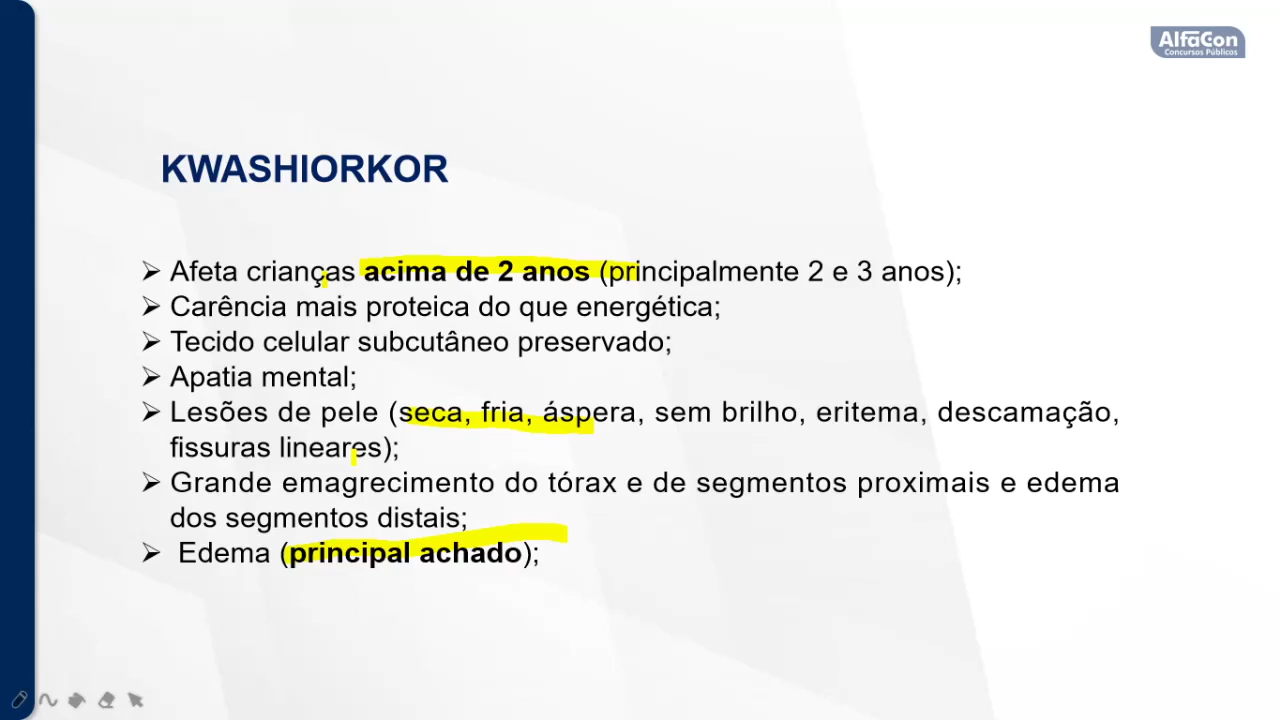 AlfaCon
Concursos Públicos
KWASHIORKOR
➢ Afeta crianças acima de 2 anos (principalmente 2 e 3 anos);
➢ Carência mais proteica do que energética;
➢ Tecido celular subcutâneo preservado;
➢ Apatia mental;
➢ Lesões de pele (seca, fria, áspera, sem brilho, eritema, descamação,
fissuras lineares);
➢ Grande emagrecimento do tórax e de segmentos proximais e edema
dos segmentos distais;
➢ Edema (principal achado);